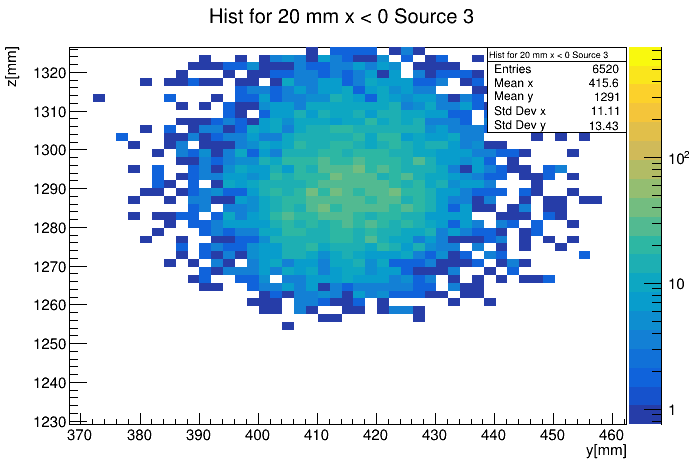 Hist for 20 mm x < 0 Source 3
z[mm]
Hist for 20 mm x < 0 Source 3
Entries 6520
Mean x 415.6
Mean y 1291
Std Dev x 11.11
Std Dev y 13.43
1320
1310
1300
1290
1280
1270
1260
1250
1240
1230
10²
10
1
370 380 390 400 410 420 430 440 450 460
y[mm]